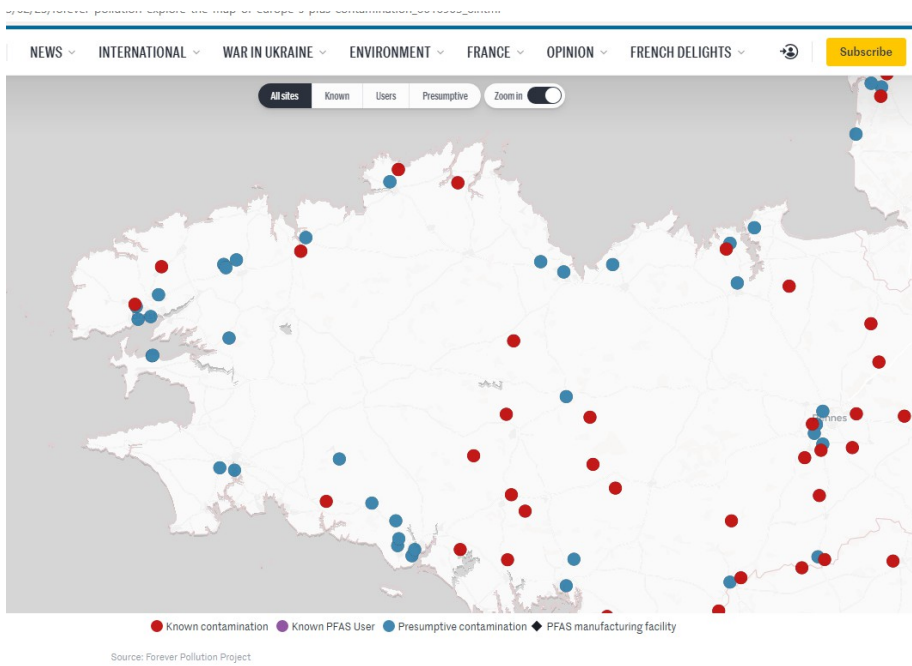 NEWS INTERNATIONAL WAR IN UKRAINE ENVIRONMENT FRANCE OPINION FRENCH DELIGHTS Subscribe
All sites Known Users Presumptive Zoom in
Known contamination Known PFAS User Presumptive contamination PFAS manufacturing facility
Source: Forever Pollution Project